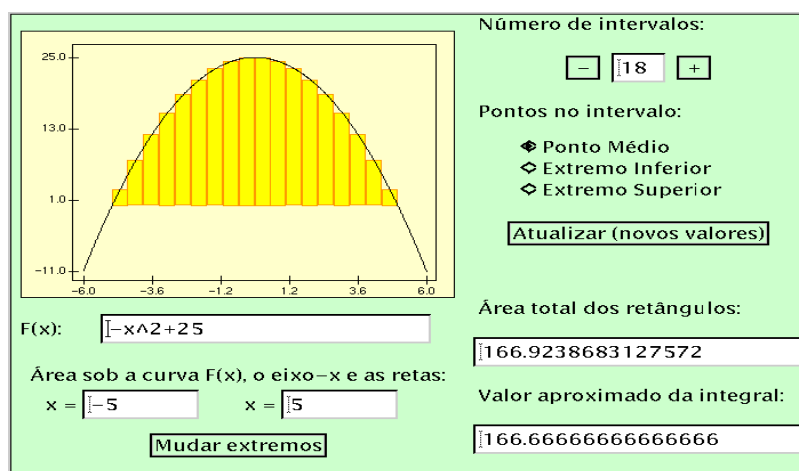 25.0
13.0
1.0
−11.0
−6.0 −3.6 −1.2 1.2 3.6 6.0
F(x): −x^2+25
Área sob a curva F(x), o eixo−x e as retas:
x = −5 x = 5
Mudar extremos
Número de intervalos:
− 18 +
Pontos no intervalo:
Ponto Médio
Extremo Inferior
Extremo Superior
Atualizar (novos valores)
Área total dos retângulos:
166.9238683127572
Valor aproximado da integral:
166.66666666666666